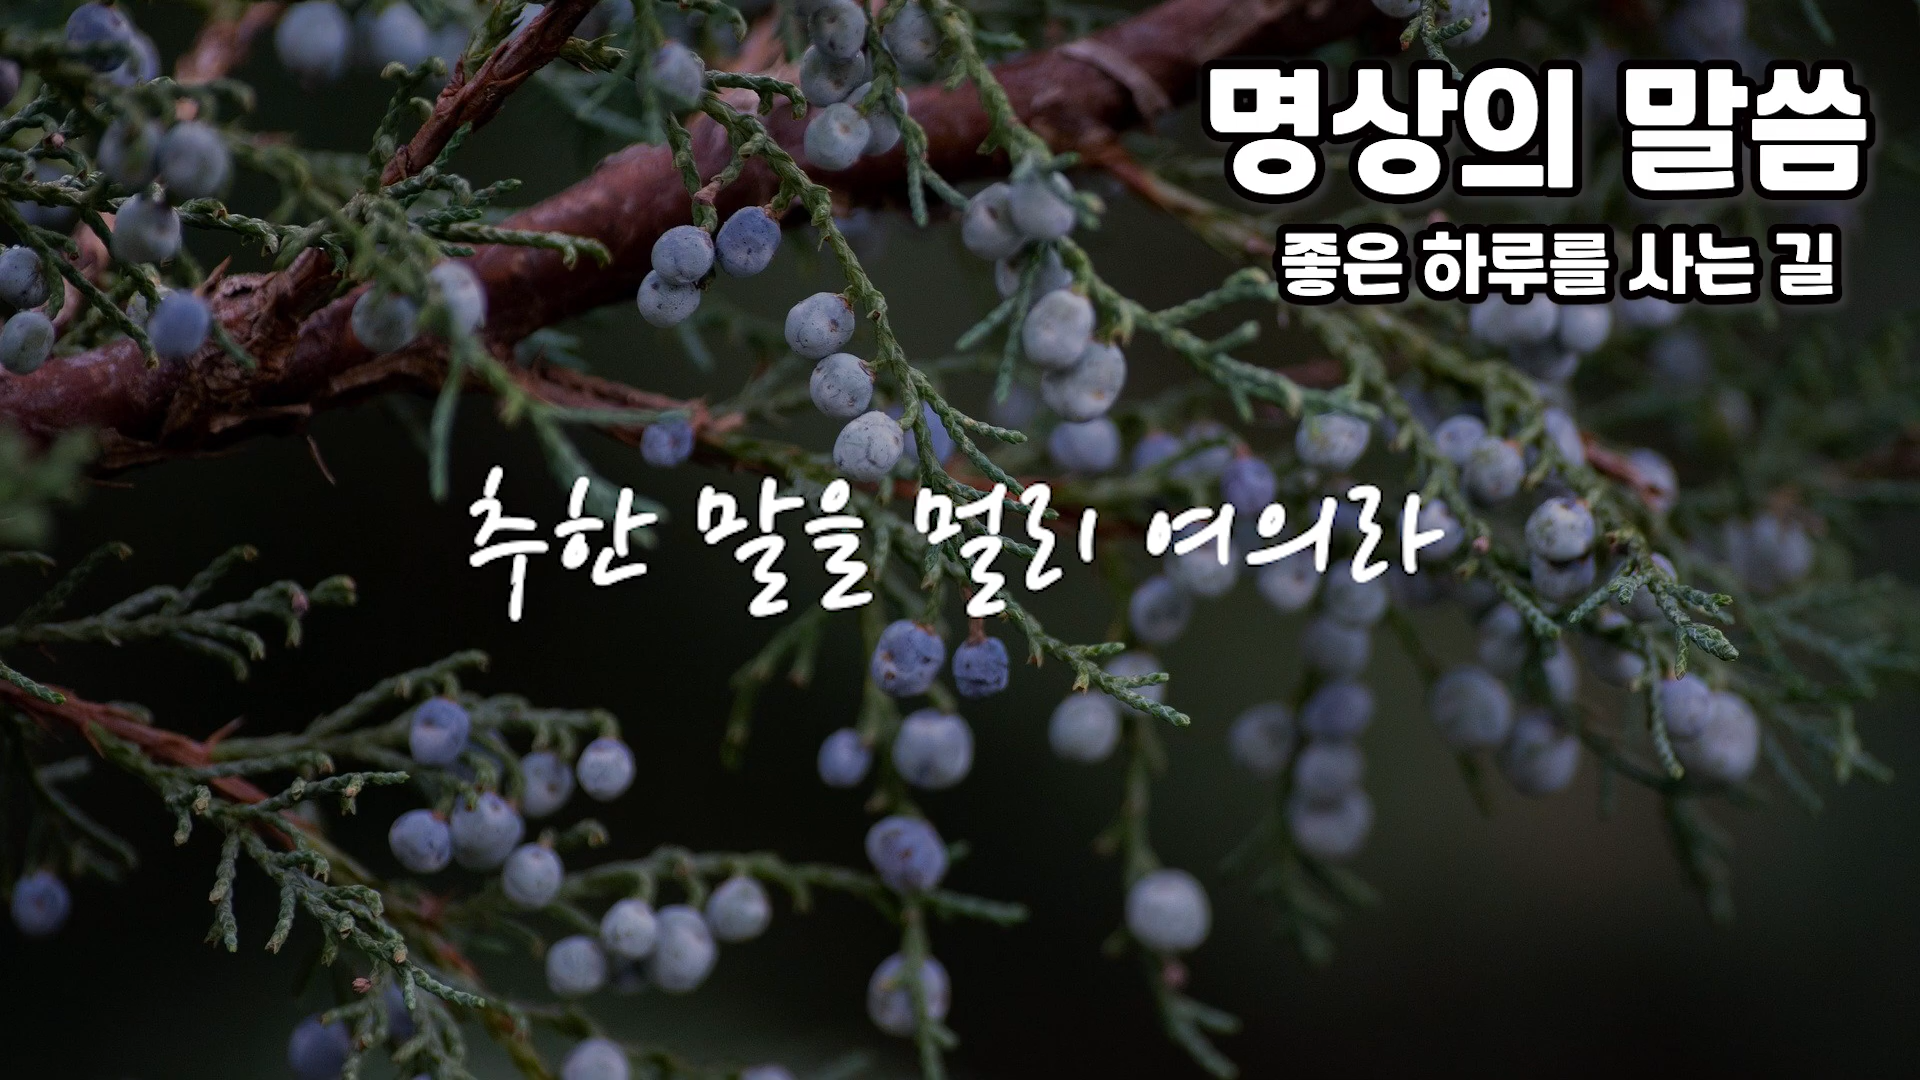 명상의 말씀
좋은 하루를 사는 길
추한 말을 멀리 여의라